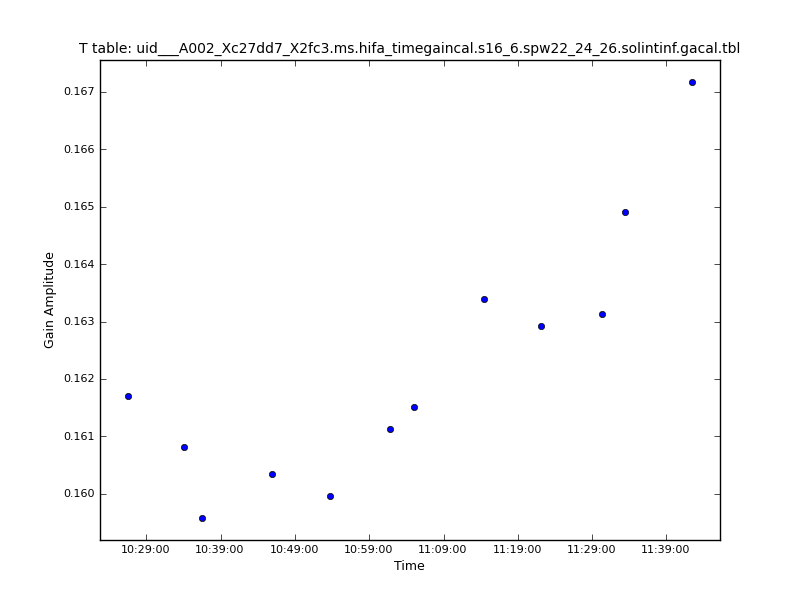 T table: uid___A002_Xc27dd7_X2fc3.ms.hifa_timegaincal.s16_6.spw22_24_26.solintinf.gacal.tbl
0.167
0.166
0.165
0.164
0.163
0.162
0.161
0.160
Gain Amplitude
10:29:00 10:39:00 10:49:00 10:59:00 11:09:00 11:19:00 11:29:00 11:39:00
Time